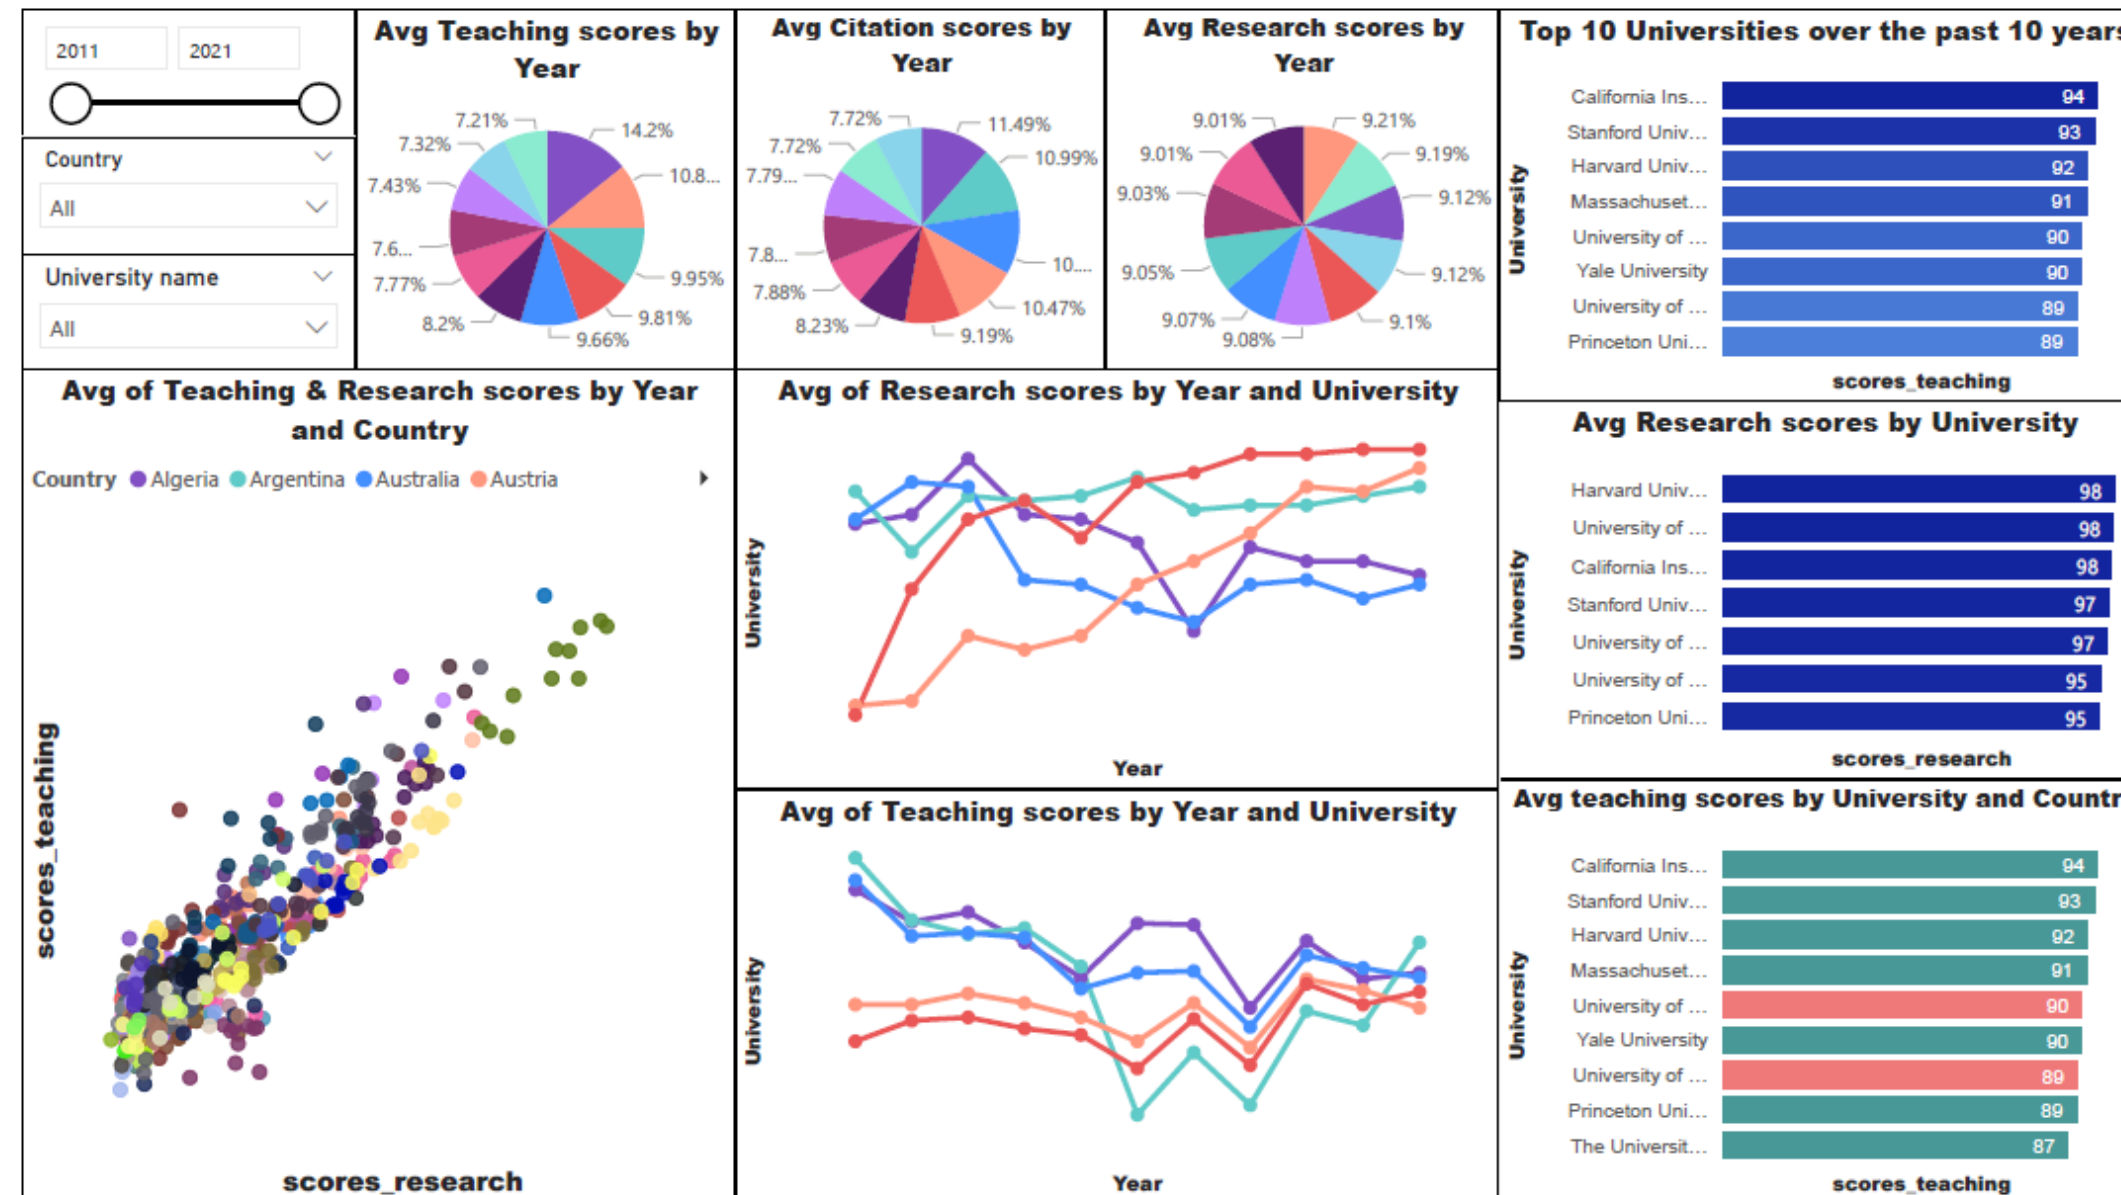 2011
2021
Country
All
University name
All
Avg Teaching scores by
Year
7.21%
14.2%
7.32%
10.8...
7.43%
7.6...
9.95%
7.77%
9.81%
8.2%
9.66%
Avg Citation scores by
Year
7.72%
11.49%
7.72%
10.99%
7.79...
7.8...
10....
7.88%
10.47%
8.23%
9.19%
Avg Research scores by
Year
9.01%
9.21%
9.01%
9.19%
9.03%
9.12%
9.05%
9.12%
9.07%
9.1%
9.08%
Top 10 Universities over the past 10 years
University
California Ins... 94
Stanford Univ... 93
Harvard Univ... 92
Massachuset... 91
University of ... 90
Yale University 90
University of ... 89
Princeton Uni... 89
scores_teaching
Avg of Teaching & Research scores by Year
and Country
Country Algeria Argentina Australia Austria
scores_teaching
scores_research
Avg of Research scores by Year and University
University
Year
Avg of Teaching scores by Year and University
University
Year
Avg Research scores by University
University
Harvard Univ... 98
University of ... 98
California Ins... 98
Stanford Univ... 97
University of ... 97
University of ... 95
Princeton Uni... 95
scores_research
Avg teaching scores by University and Countr
University
California Ins... 94
Stanford Univ... 93
Harvard Univ... 92
Massachuset... 91
University of ... 90
Yale University 90
University of ... 89
Princeton Uni... 89
The Universit... 87
scores_teaching